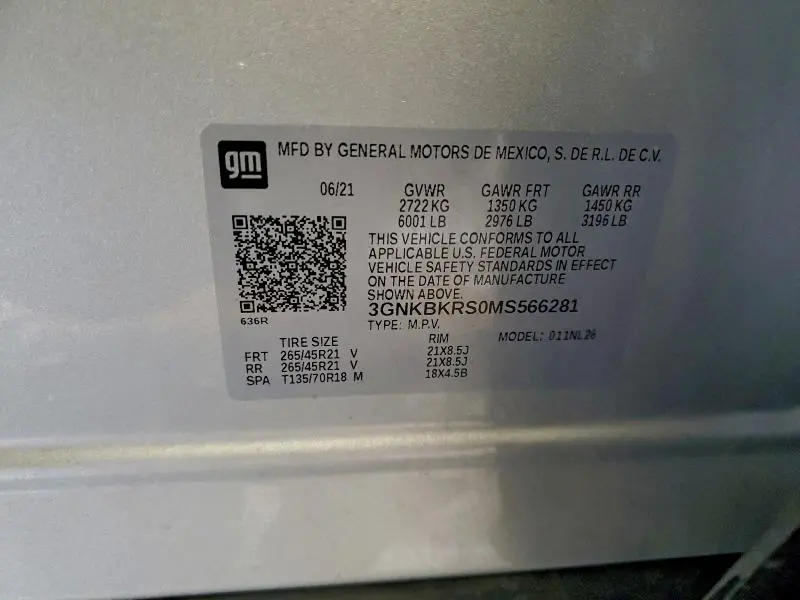 gm
MFD BY GENERAL MOTORS DE MEXICO, S. DE R.L. DE C.V.
06/21 GVWR GAWR FRT GAWR RR
2722 KG 1350 KG 1450 KG
6001 LB 2976 LB 3196 LB
THIS VEHICLE CONFORMS TO ALL
APPLICABLE U.S. FEDERAL MOTOR
VEHICLE SAFETY STANDARDS IN EFFECT
ON THE DATE OF MANUFACTURE
SHOWN ABOVE.
3GNKBKRS0MS566281
636R
TYPE: M.P.V. MODEL: 011NL26
TIRE SIZE RIM
FRT 265/45R21 V 21X8.5J
RR 265/45R21 V 21X8.5J
SPA T135/70R18 M 18X4.5B